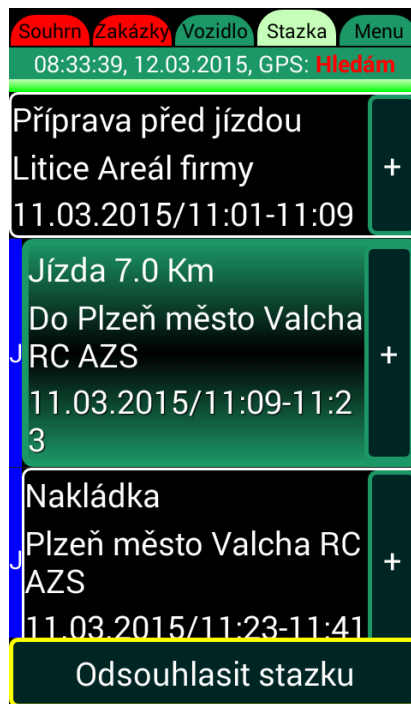 Souhrn Zakázky Vozidlo Stazka Menu
08:33:39, 12.03.2015, GPS: Hledám
Příprava před jízdou
Litice Areál firmy
11.03.2015/11:01-11:09
+
Jízda 7.0 Km
Do Plzeň město Valcha
J RC AZS
+
11.03.2015/11:09-11:2
3
Nakládka
Plzeň město Valcha RC
J
AZS
+
11.03.2015/11:23-11:41
Odsouhlasit stazku